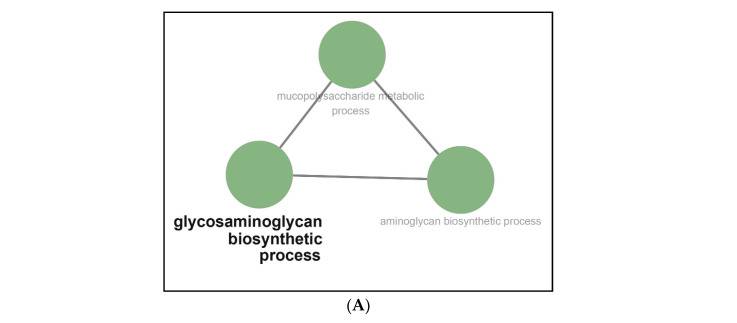 mucopolysaccharide metabolic
process
glycosaminoglycan
biosynthetic
process
aminoglycan biosynthetic process
(A)